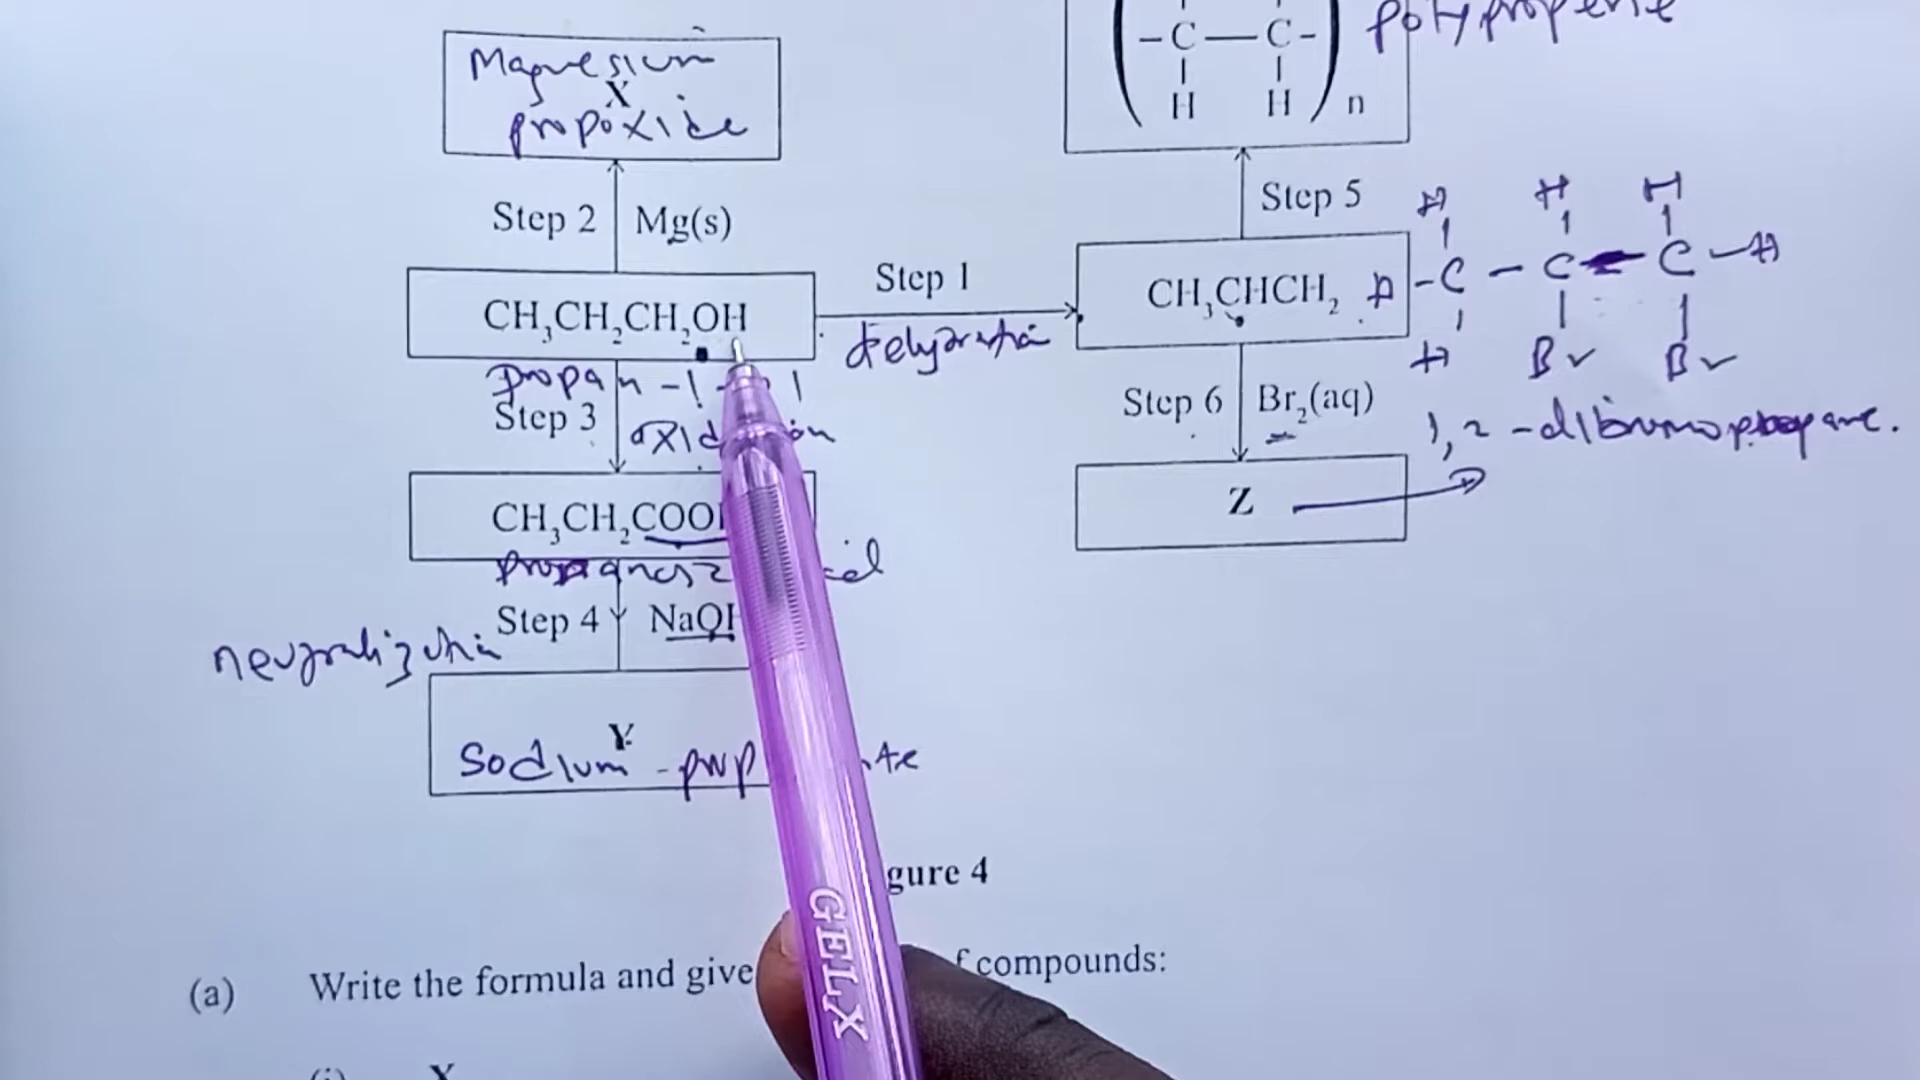 polypropene
– C — C –
H H n
Magnesium
X
propoxide
Step 2 Mg(s)
Step 5
H H H
CH₃CH₂CH₂OH
Step 1
CH₃CHCH₂
H – C – C – C – H
dehydration
H Br Br
propan – 1
Step 3
Step 6 Br₂(aq)
1,2 – dibromopropane.
CH₃CH₂COO
Z
Step 4 NaOH
neutralization
Y
Sodium
gure 4
(a) Write the formula and give compounds:
(i) X
GELX